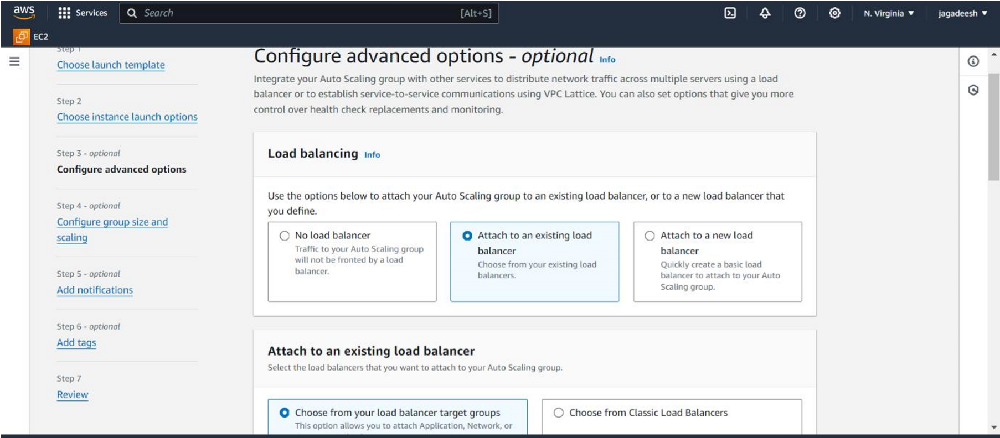 aws
Services
Search
[Alt+S]
N. Virginia
jagadeesh
EC2
Step 1
Choose launch template
Step 2
Choose instance launch options
Step 3 - optional
Configure advanced options
Step 4 - optional
Configure group size and
scaling
Step 5 - optional
Add notifications
Step 6 - optional
Add tags
Step 7
Review
Configure advanced options - optional Info
Integrate your Auto Scaling group with other services to distribute network traffic across multiple servers using a load
balancer or to establish service-to-service communications using VPC Lattice. You can also set options that give you more
control over health check replacements and monitoring.
Load balancing Info
Use the options below to attach your Auto Scaling group to an existing load balancer, or to a new load balancer that
you define.
No load balancer
Traffic to your Auto Scaling group
will not be fronted by a load
balancer.
Attach to an existing load
balancer
Choose from your existing load
balancers.
Attach to a new load
balancer
Quickly create a basic load
balancer to attach to your Auto
Scaling group.
Attach to an existing load balancer
Select the load balancers that you want to attach to your Auto Scaling group.
Choose from your load balancer target groups
This option allows you to attach Application, Network, or
Choose from Classic Load Balancers